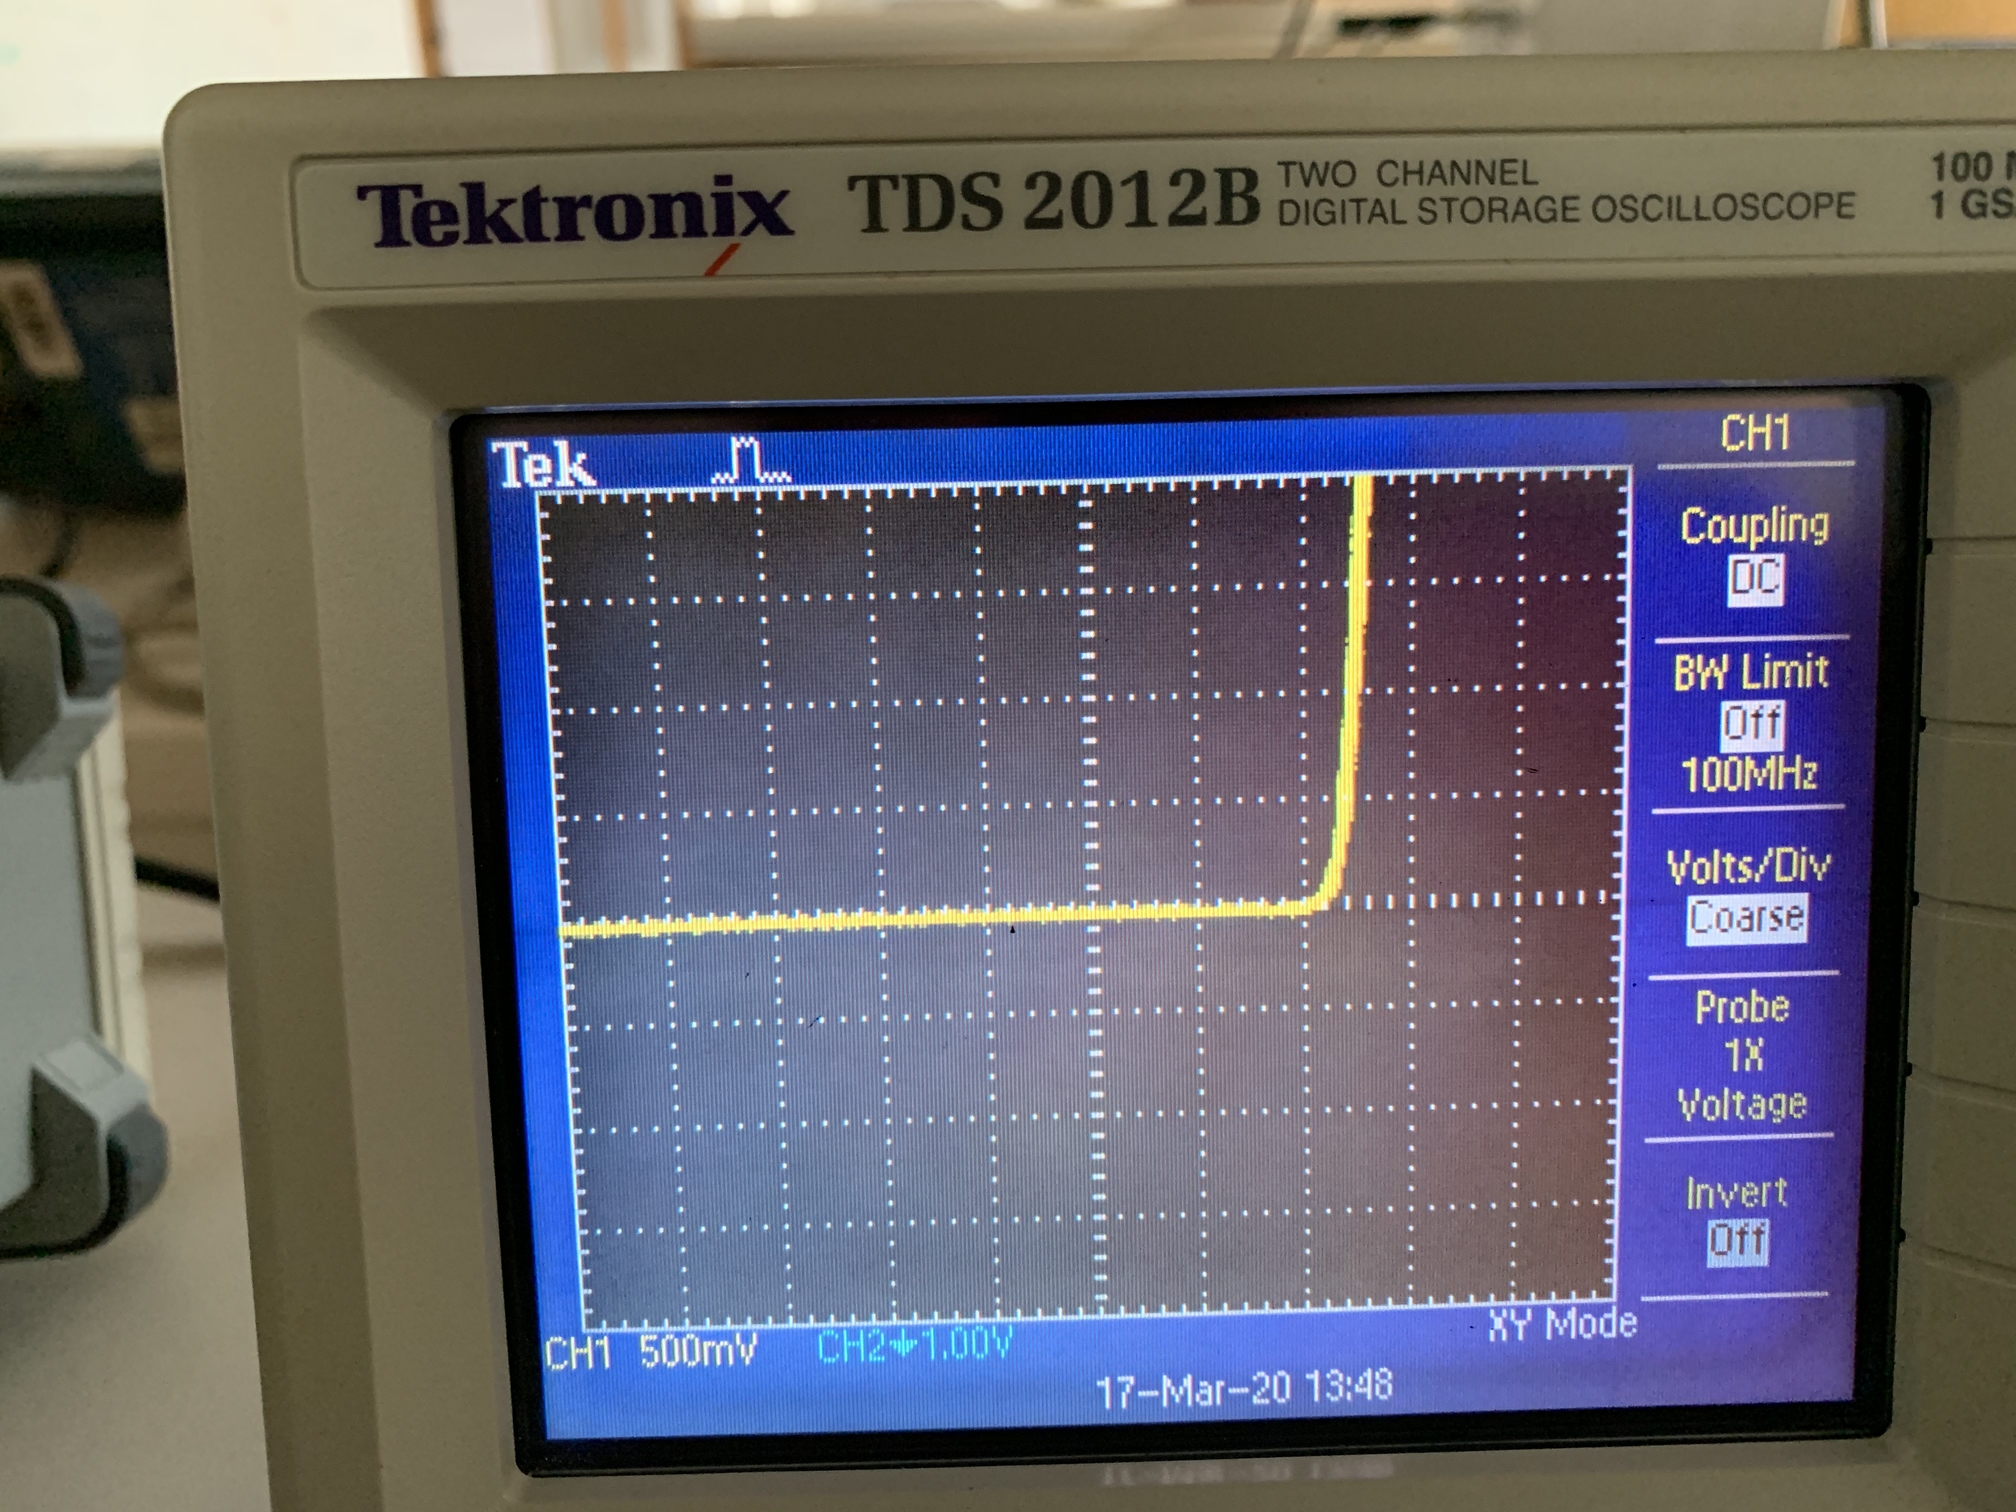 Tektronix TDS 2012B TWO CHANNEL
DIGITAL STORAGE OSCILLOSCOPE
100
1 GS
Tek
CH1
Coupling
DC
BW Limit
Off
100MHz
Volts/Div
Coarse
Probe
1X
Voltage
Invert
Off
XY Mode
CH1 500mV CH2 1.00V
17-Mar-20 13:48